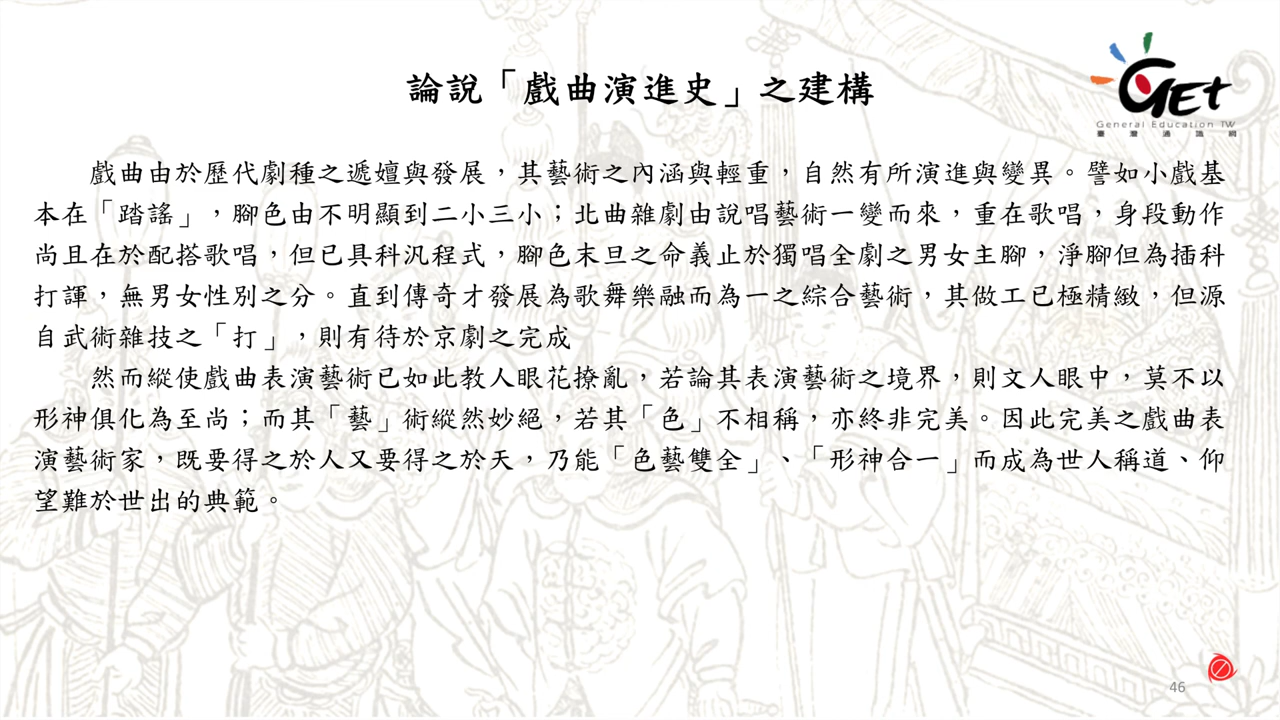 論說「戲曲演進史」之建構
GEt
General Education TW
臺灣通識網
戲曲由於歷代劇種之遞嬗與發展，其藝術之內涵與輕重，自然有所演進與變異。譬如小戲基
本在「踏謠」，腳色由不明顯到二小三小；北曲雜劇由說唱藝術一變而來，重在歌唱，身段動作
尚且在於配搭歌唱，但已具科汎程式，腳色末旦之命義止於獨唱全劇之男女主腳，淨腳但為插科
打諢，無男女性別之分。直到傳奇才發展為歌舞樂融而為一之綜合藝術，其做工已極精緻，但源
自武術雜技之「打」，則有待於京劇之完成
然而縱使戲曲表演藝術已如此教人眼花撩亂，若論其表演藝術之境界，則文人眼中，莫不以
形神俱化為至尚；而其「藝」術縱然妙絕，若其「色」不相稱，亦終非完美。因此完美之戲曲表
演藝術家，既要得之於人又要得之於天，乃能「色藝雙全」、「形神合一」而成為世人稱道、仰
望難於世出的典範。
46